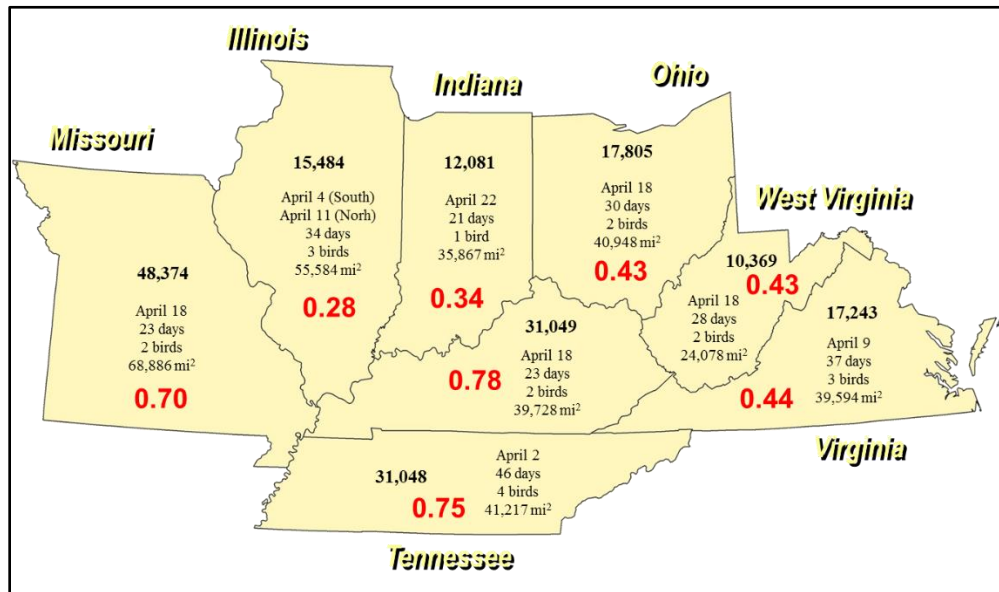 Illinois
Indiana
Ohio
Missouri
West Virginia
15,484
April 4 (South)
April 11 (Norh)
34 days
3 birds
55,584 mi²
0.28
12,081
April 22
21 days
1 bird
35,867 mi²
0.34
17,805
April 18
30 days
2 birds
40,948 mi²
0.43
48,374
April 18
23 days
2 birds
68,886 mi²
0.70
10,369
0.43
April 18
28 days
2 birds
24,078 mi²
31,049
April 18
23 days
2 birds
39,728 mi²
0.78
17,243
April 9
37 days
3 birds
39,594 mi²
0.44
Virginia
31,048
April 2
46 days
4 birds
41,217 mi²
0.75
Tennessee